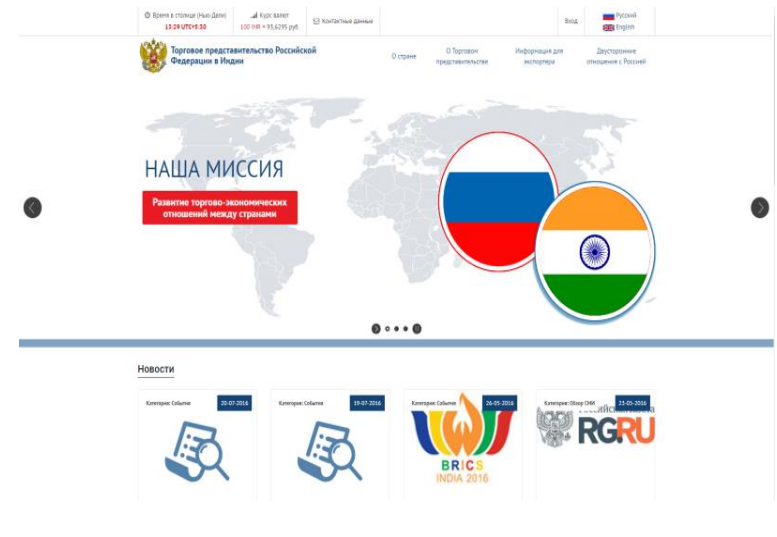 Время в столице (Нью-Дели)
13:29 UTC+5:30
Курс валют
100 INR = 95,6295 руб.
Контактные данные
Вход
Русский
English
Торговое представительство Российской
Федерации в Индии
О стране
О Торговом
представительстве
Информация для
экспортера
Двусторонние
отношения с Россией
НАША МИССИЯ
Развитие торгово-экономических
отношений между странами
Новости
Категория: События
20-07-2016
Категория: События
19-07-2016
Категория: События
26-05-2016
BRICS
INDIA 2016
Категория: Обзор СМИ
23-05-2016
RG.RU